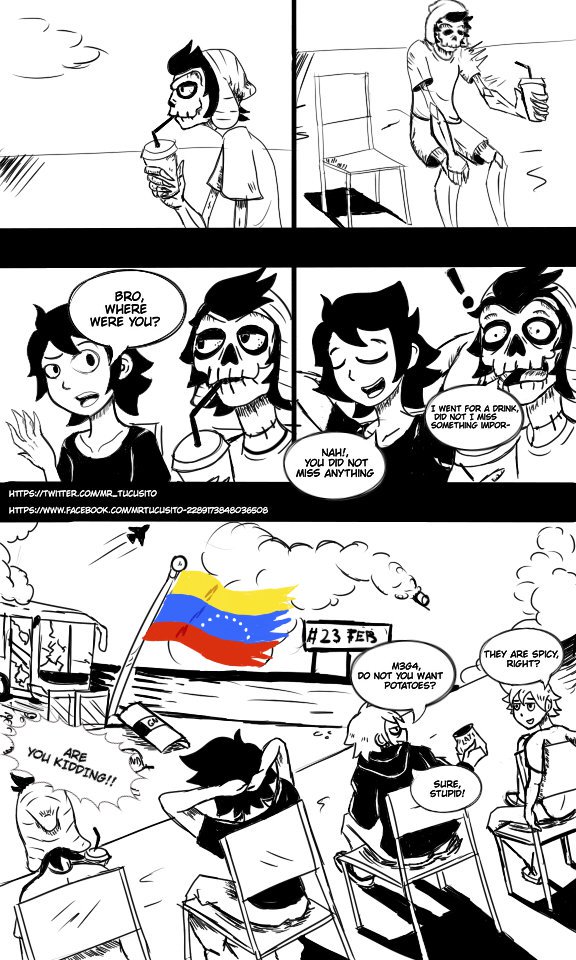 BRO,
WHERE
WERE YOU?
I WENT FOR A DRINK,
DID NOT I MISS
SOMETHING IMPOR-
NAH!,
YOU DID NOT
MISS ANYTHING
HTTPS://TWITTER.COM/MR_TUCUSITO
HTTPS://WWW.FACEBOOK.COM/MRTUCUSITO-2289173848036508
#23 FEB
M3G4,
DO NOT YOU WANT
POTATOES?
THEY ARE SPICY,
RIGHT?
ARE
YOU KIDDING!!
SURE,
STUPID!